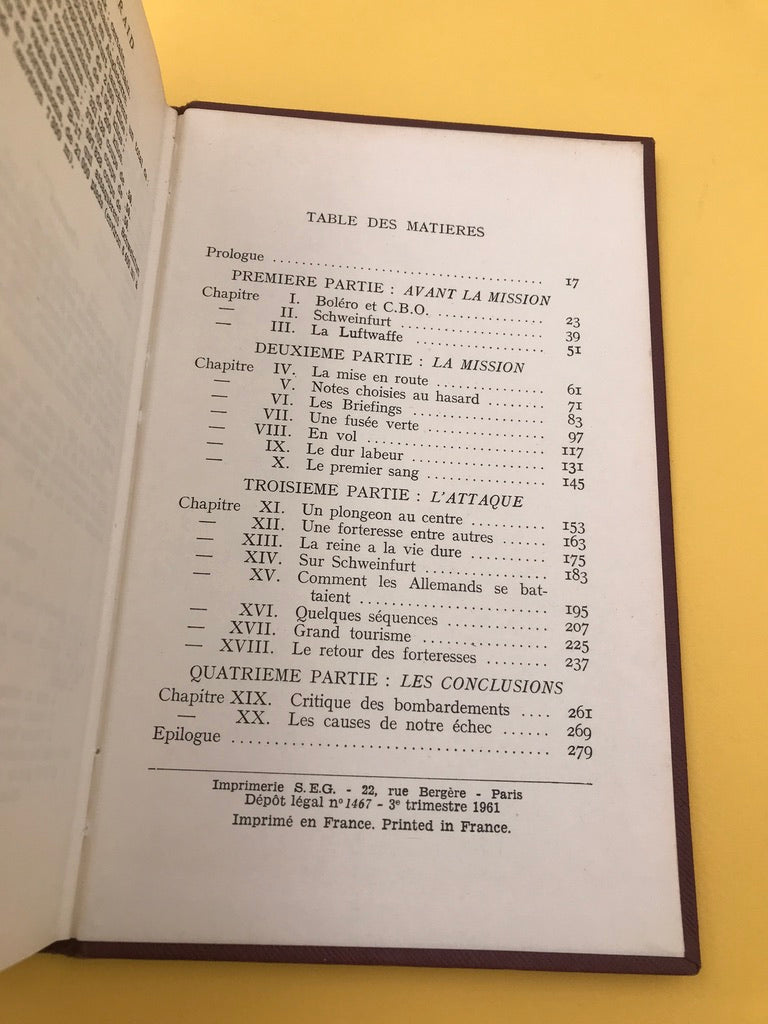 RAID
TABLE DES MATIERES
Prologue ........ 17
PREMIERE PARTIE : AVANT LA MISSION
Chapitre I. Boléro et C.B.O. ........ 23
— II. Schweinfurt ........ 39
— III. La Luftwaffe ........ 51
DEUXIEME PARTIE : LA MISSION
Chapitre IV. La mise en route ........ 61
— V. Notes choisies au hasard ........ 71
— VI. Les Briefings ........ 83
— VII. Une fusée verte ........ 97
— VIII. En vol ........ 117
— IX. Le dur labeur ........ 131
— X. Le premier sang ........ 145
TROISIEME PARTIE : L'ATTAQUE
Chapitre XI. Un plongeon au centre ........ 153
— XII. Une forteresse entre autres ........ 163
— XIII. La reine a la vie dure ........ 175
— XIV. Sur Schweinfurt ........ 183
— XV. Comment les Allemands se bat-
taient ........ 195
— XVI. Quelques séquences ........ 207
— XVII. Grand tourisme ........ 225
— XVIII. Le retour des forteresses ........ 237
QUATRIEME PARTIE : LES CONCLUSIONS
Chapitre XIX. Critique des bombardements .... 261
— XX. Les causes de notre échec ...... 269
Epilogue ........ 279
Imprimerie S.E.G. - 22, rue Bergère - Paris
Dépôt légal n° 1467 - 3e trimestre 1961
Imprimé en France. Printed in France.